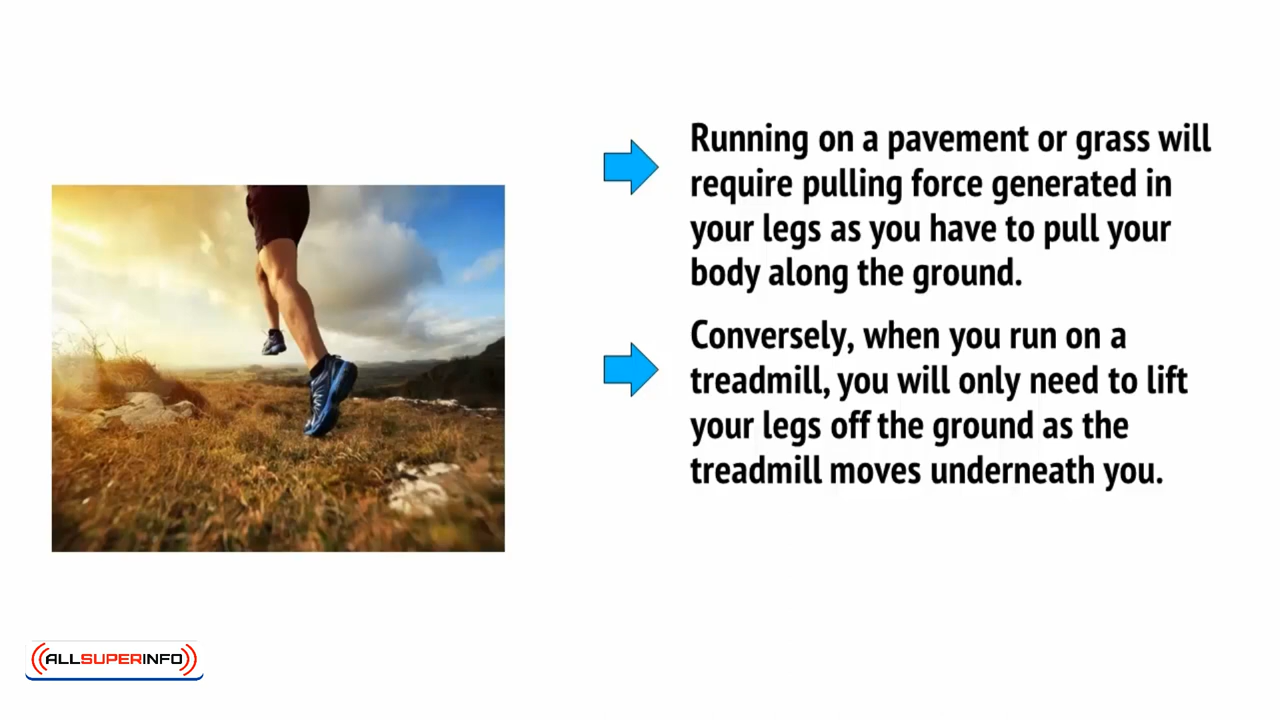 Running on a pavement or grass will
require pulling force generated in
your legs as you have to pull your
body along the ground.
Conversely, when you run on a
treadmill, you will only need to lift
your legs off the ground as the
treadmill moves underneath you.
ALLSUPERINFO